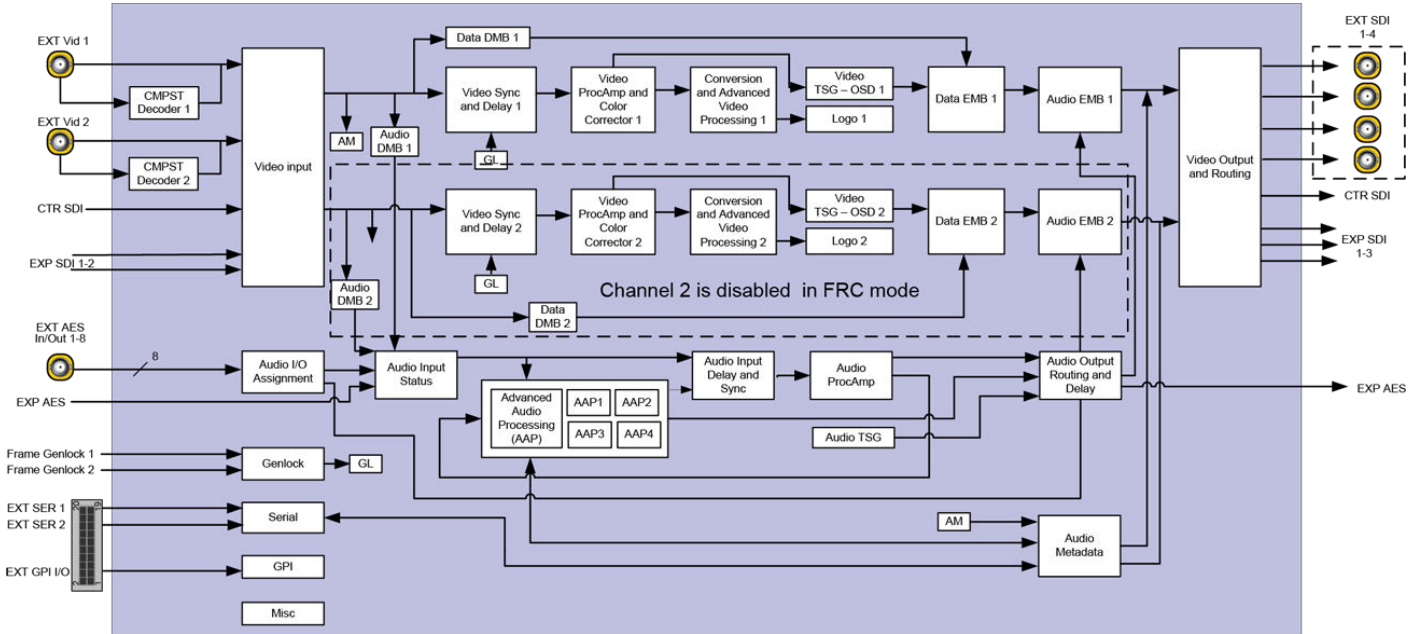 EXT Vid 1
CMPST
Decoder 1
EXT Vid 2
CMPST
Decoder 2
CTR SDI
EXP SDI 1-2
Video input
Data DMB 1
AM
Audio
DMB 1
Video Sync
and Delay 1
GL
Video
ProcAmp and
Color
Corrector 1
Conversion
and Advanced
Video
Processing 1
Video
TSG – OSD 1
Logo 1
Data EMB 1
Audio EMB 1
Video Output
and Routing
EXT SDI
1-4
CTR SDI
EXP SDI
1-3
Video Sync
and Delay 2
GL
Video
ProcAmp and
Color
Corrector 2
Conversion
and Advanced
Video
Processing 2
Video
TSG – OSD 2
Logo 2
Data EMB 2
Audio EMB 2
Audio
DMB 2
Channel 2 is disabled in FRC mode
Data
DMB 2
EXT AES
In/Out 1-8
8
Audio I/O
Assignment
Audio Input
Status
Audio Input
Delay and
Sync
Audio
ProcAmp
Audio Output
Routing and
Delay
EXP AES
EXP AES
Advanced
Audio
Processing
(AAP)
AAP1
AAP2
AAP3
AAP4
Audio TSG
Frame Genlock 1
Frame Genlock 2
Genlock
GL
EXT SER 1
EXT SER 2
20
19
2
1
Serial
AM
Audio
Metadata
EXT GPI I/O
GPI
Misc